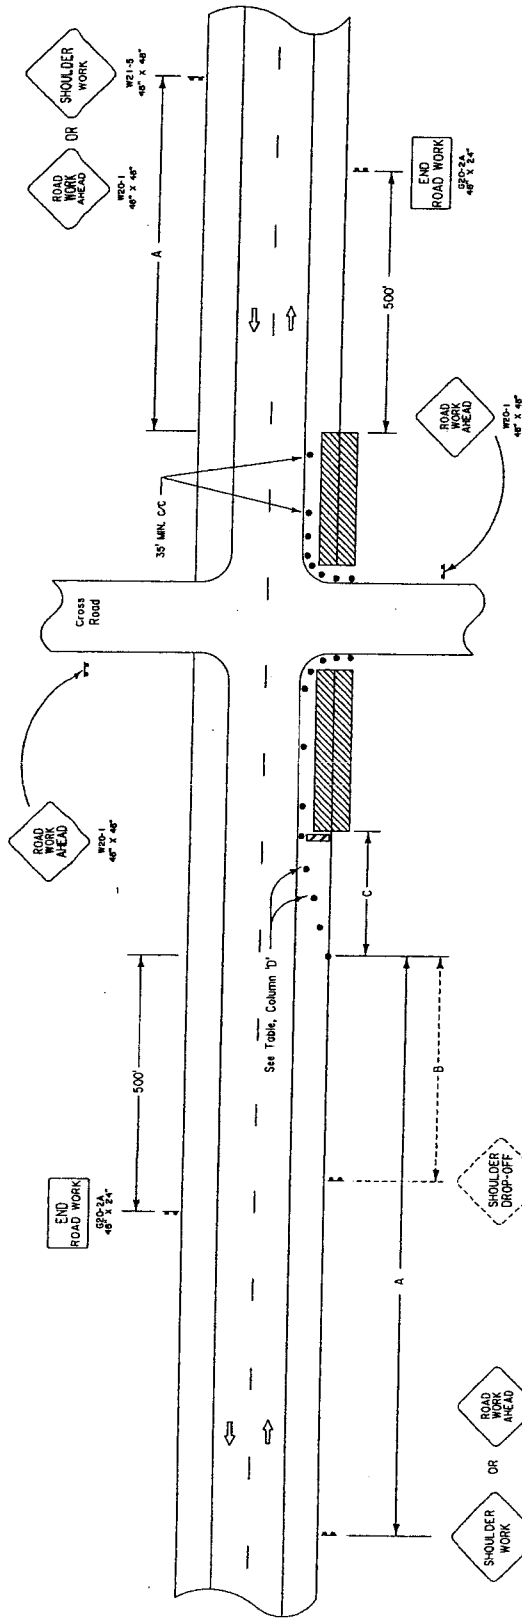 SHOULDER
WORK
W21-5
48" X 48"
OR
ROAD
WORK
AHEAD
W20-1
48" X 48"
A
END
ROAD WORK
G20-2A
48" X 24"
500'
35' MIN. C/C
ROAD
WORK
AHEAD
W20-1
48" X 48"
Cross
Road
ROAD
WORK
AHEAD
W20-1
48" X 48"
See Table, Column 'D'
C
500'
B
END
ROAD WORK
G20-2A
48" X 24"
A
SHOULDER
DROP-OFF
ROAD
WORK
AHEAD
OR
SHOULDER
WORK